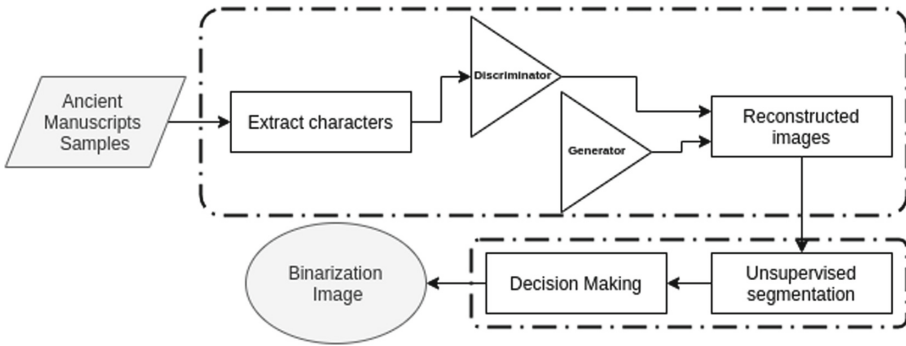 Ancient
Manuscripts
Samples
Extract characters
Discriminator
Generator
Reconstructed
images
Unsupervised
segmentation
Decision Making
Binarization
Image